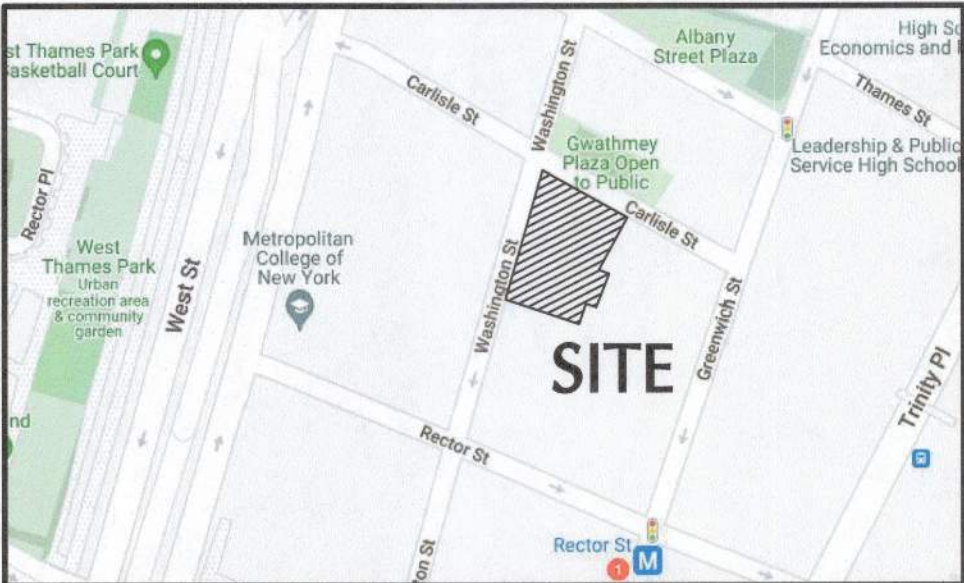 st Thames Park
Basketball Court
Rector Pl
West
Thames Park
Urban
recreation area
& community
garden
nd
West St
Metropolitan
College of
New York
Carlisle St
Washington St
Gwathmey
Plaza Open
to Public
Carlisle St
Washington St
SITE
Albany
Street Plaza
High Sc
Economics and F
Thames St
Leadership & Public
Service High School
Greenwich St
Trinity Pl
Rector St
ton St
Rector St
1
M